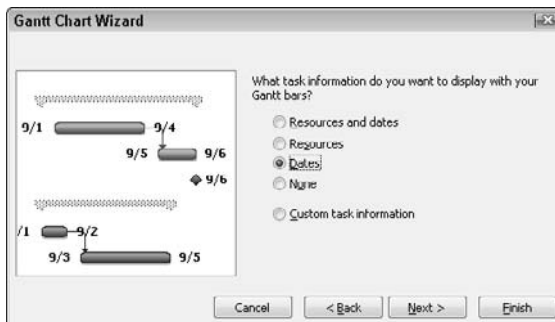 Gantt Chart Wizard
What task information do you want to display with your
Gantt bars?
Resources and dates
Resources
Dates
None
Custom task information
9/1 9/4
9/5 9/6
9/6
/1 9/2
9/3 9/5
Cancel < Back Next > Finish